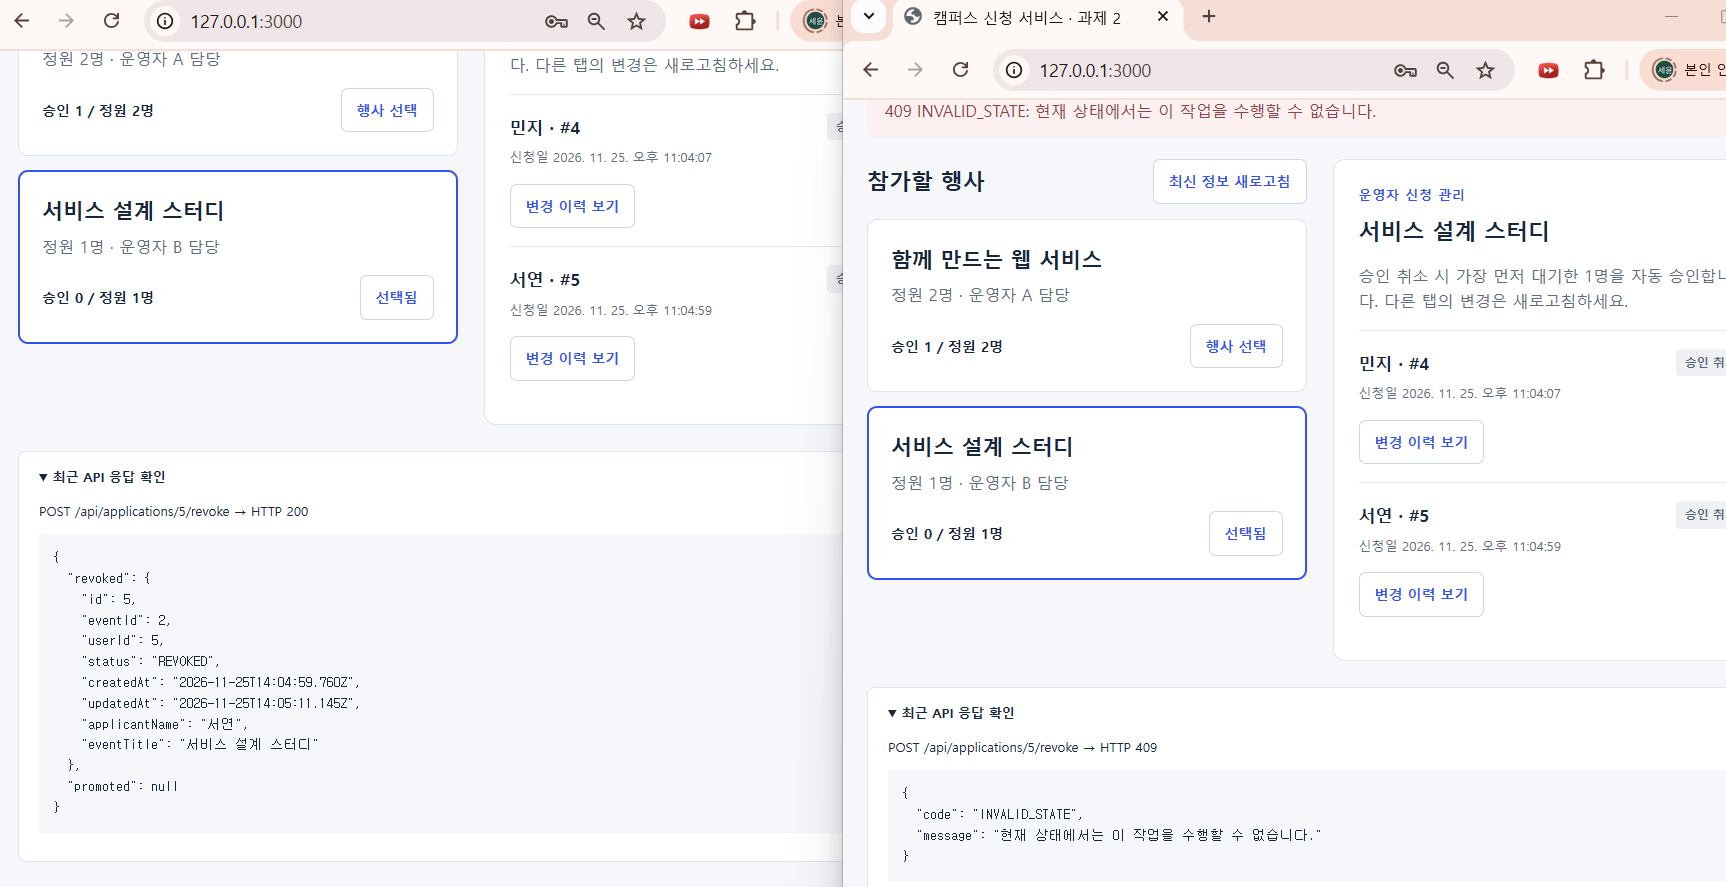 127.0.0.1:3000
세윤
정원 2명 · 운영자 A 담당
승인 1 / 정원 2명
행사 선택
서비스 설계 스터디
정원 1명 · 운영자 B 담당
승인 0 / 정원 1명
선택됨
다. 다른 탭의 변경은 새로고침하세요.
민지 · #4
신청일 2026. 11. 25. 오후 11:04:07
변경 이력 보기
서연 · #5
신청일 2026. 11. 25. 오후 11:04:59
변경 이력 보기
▼ 최근 API 응답 확인
POST /api/applications/5/revoke → HTTP 200
{
"revoked": {
"id": 5,
"eventId": 2,
"userId": 5,
"status": "REVOKED",
"createdAt": "2026-11-25T14:04:59.760Z",
"updatedAt": "2026-11-25T14:05:11.145Z",
"applicantName": "서연",
"eventTitle": "서비스 설계 스터디"
},
"promoted": null
}
캠퍼스 신청 서비스 · 과제 2
127.0.0.1:3000
세윤
본인
409 INVALID_STATE: 현재 상태에서는 이 작업을 수행할 수 없습니다.
참가할 행사
최신 정보 새로고침
함께 만드는 웹 서비스
정원 2명 · 운영자 A 담당
승인 1 / 정원 2명
행사 선택
서비스 설계 스터디
정원 1명 · 운영자 B 담당
승인 0 / 정원 1명
선택됨
운영자 신청 관리
서비스 설계 스터디
승인 취소 시 가장 먼저 대기한 1명을 자동 승인합니
다. 다른 탭의 변경은 새로고침하세요.
민지 · #4
승인 취
신청일 2026. 11. 25. 오후 11:04:07
변경 이력 보기
서연 · #5
승인 취
신청일 2026. 11. 25. 오후 11:04:59
변경 이력 보기
▼ 최근 API 응답 확인
POST /api/applications/5/revoke → HTTP 409
{
"code": "INVALID_STATE",
"message": "현재 상태에서는 이 작업을 수행할 수 없습니다."
}